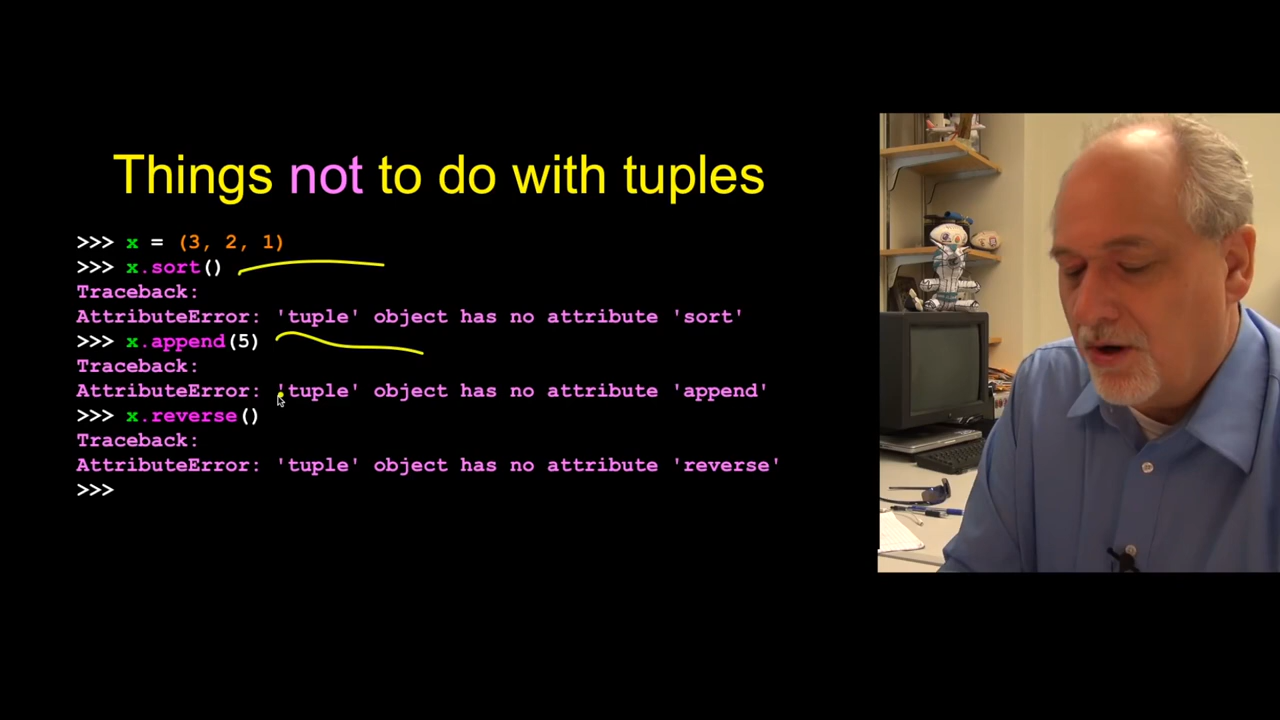 Things not to do with tuples
>>> x = (3, 2, 1)
>>> x.sort()
Traceback:
AttributeError: 'tuple' object has no attribute 'sort'
>>> x.append(5)
Traceback:
AttributeError: 'tuple' object has no attribute 'append'
>>> x.reverse()
Traceback:
AttributeError: 'tuple' object has no attribute 'reverse'
>>>